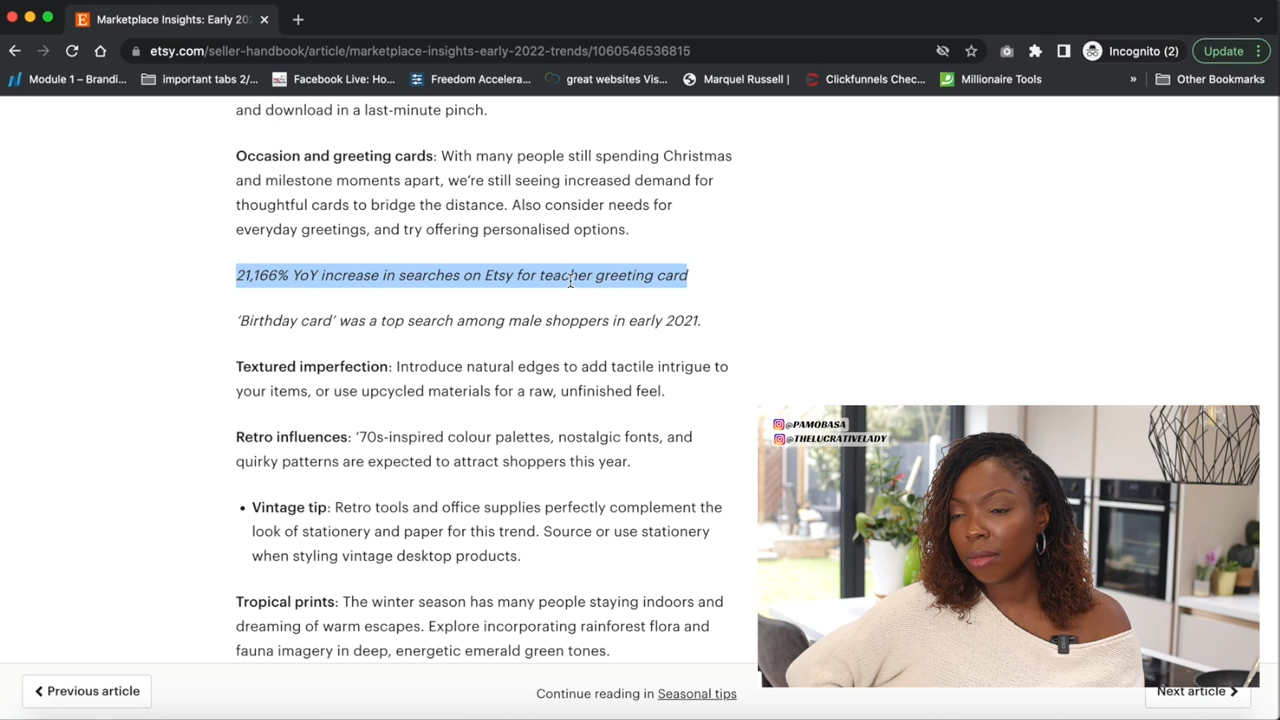 Marketplace Insights: Early 202
etsy.com/seller-handbook/article/marketplace-insights-early-2022-trends/1060546536815
Incognito (2)
Update
Module 1 – Brandi...
important tabs 2/...
Facebook Live: Ho...
Freedom Accelera...
great websites Vis...
Marquel Russell |
Clickfunnels Chec...
Millionaire Tools
»
Other Bookmarks
and download in a last-minute pinch.
Occasion and greeting cards: With many people still spending Christmas
and milestone moments apart, we’re still seeing increased demand for
thoughtful cards to bridge the distance. Also consider needs for
everyday greetings, and try offering personalised options.
21,166% YoY increase in searches on Etsy for teacher greeting card
‘Birthday card’ was a top search among male shoppers in early 2021.
Textured imperfection: Introduce natural edges to add tactile intrigue to
your items, or use upcycled materials for a raw, unfinished feel.
Retro influences: ’70s-inspired colour palettes, nostalgic fonts, and
quirky patterns are expected to attract shoppers this year.
• Vintage tip: Retro tools and office supplies perfectly complement the
look of stationery and paper for this trend. Source or use stationery
when styling vintage desktop products.
Tropical prints: The winter season has many people staying indoors and
dreaming of warm escapes. Explore incorporating rainforest flora and
fauna imagery in deep, energetic emerald green tones.
@PAMOBASA
@THELUCRATIVELADY
Previous article
Continue reading in Seasonal tips
Next article